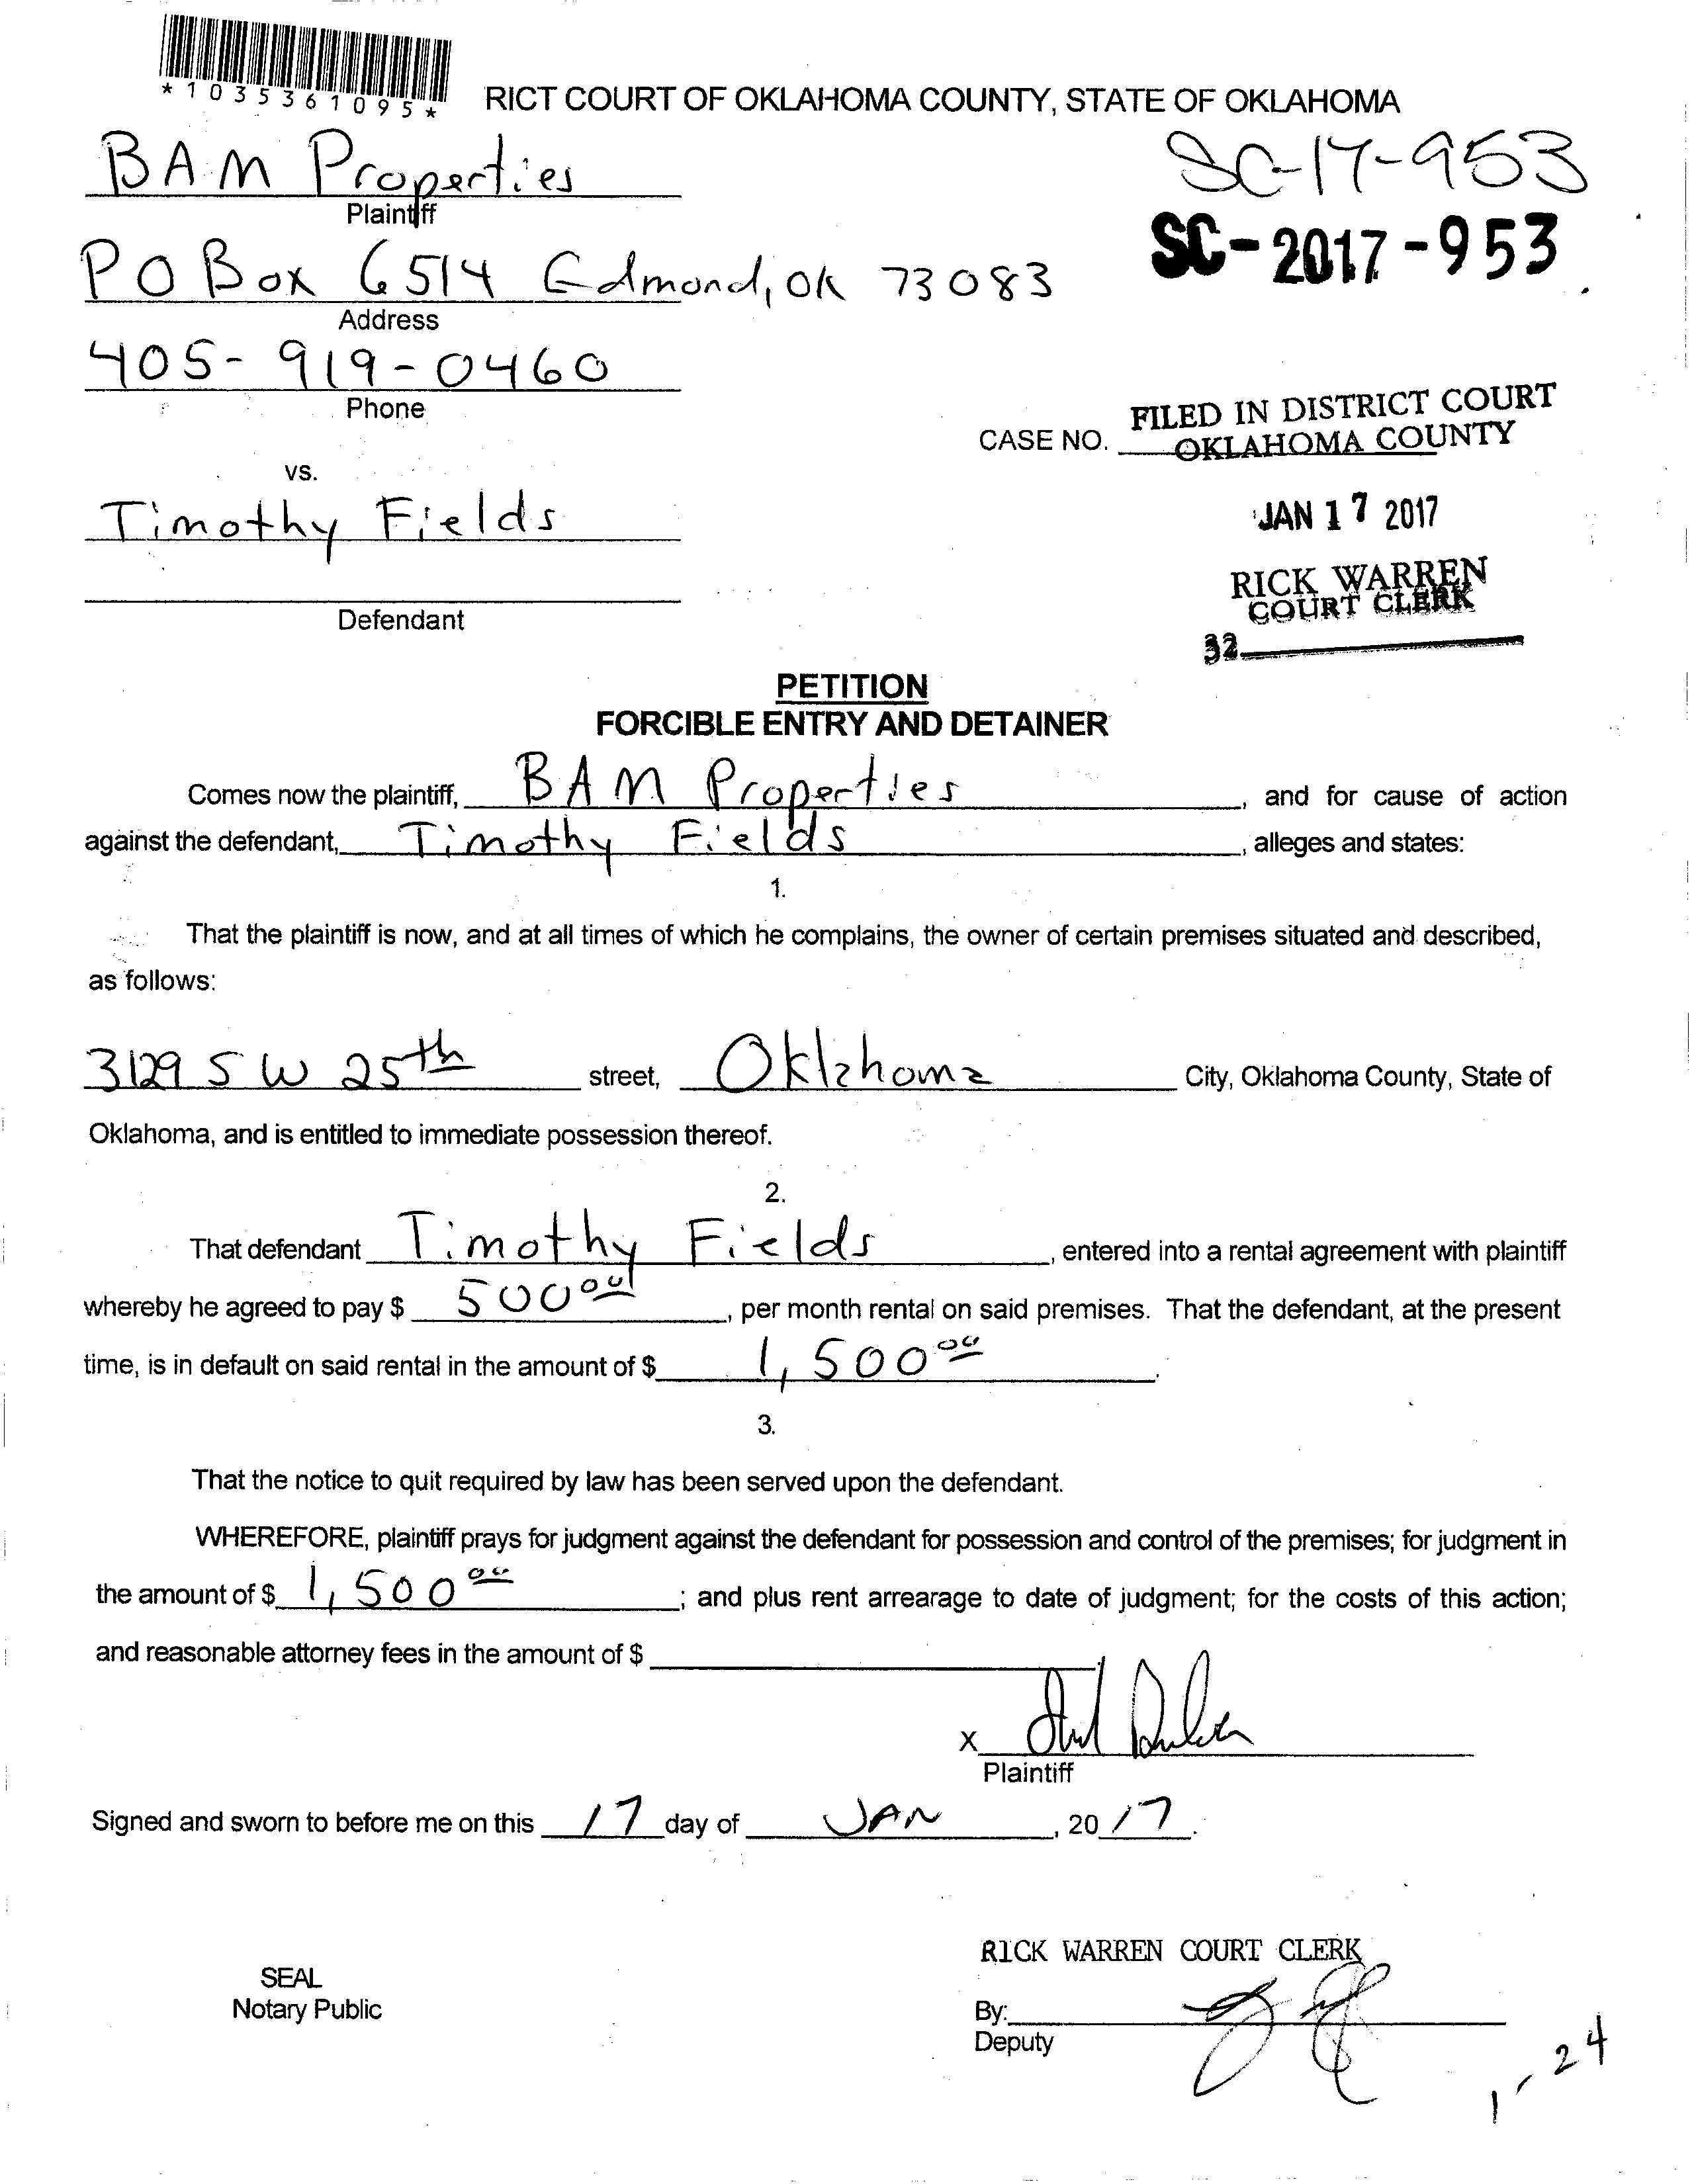 *1035361095*
RICT COURT OF OKLAHOMA COUNTY, STATE OF OKLAHOMA
BAM Properties
Plaintiff
SC-17-953
SC-2017-953
PO Box 6514 Edmond, OK 73083
Address
405-919-0460
Phone
CASE NO.
FILED IN DISTRICT COURT
OKLAHOMA COUNTY
vs.
Timothy Fields
JAN 17 2017
RICK WARREN
COURT CLERK
Defendant
32
PETITION
FORCIBLE ENTRY AND DETAINER
Comes now the plaintiff, BAM Properties, and for cause of action
against the defendant, Timothy Fields, alleges and states:
1.
That the plaintiff is now, and at all times of which he complains, the owner of certain premises situated and described,
as follows:
3129 SW 25th street, Oklahoma City, Oklahoma County, State of
Oklahoma, and is entitled to immediate possession thereof.
2.
That defendant Timothy Fields, entered into a rental agreement with plaintiff
whereby he agreed to pay $ 500 00, per month rental on said premises. That the defendant, at the present
time, is in default on said rental in the amount of $ 1,500 00.
3.
That the notice to quit required by law has been served upon the defendant.
WHEREFORE, plaintiff prays for judgment against the defendant for possession and control of the premises; for judgment in
the amount of $ 1,500 00; and plus rent arrearage to date of judgment; for the costs of this action;
and reasonable attorney fees in the amount of $
X
Plaintiff
Signed and sworn to before me on this 17 day of JAN, 2017.
RICK WARREN COURT CLERK
SEAL
Notary Public
By:
Deputy
1-24